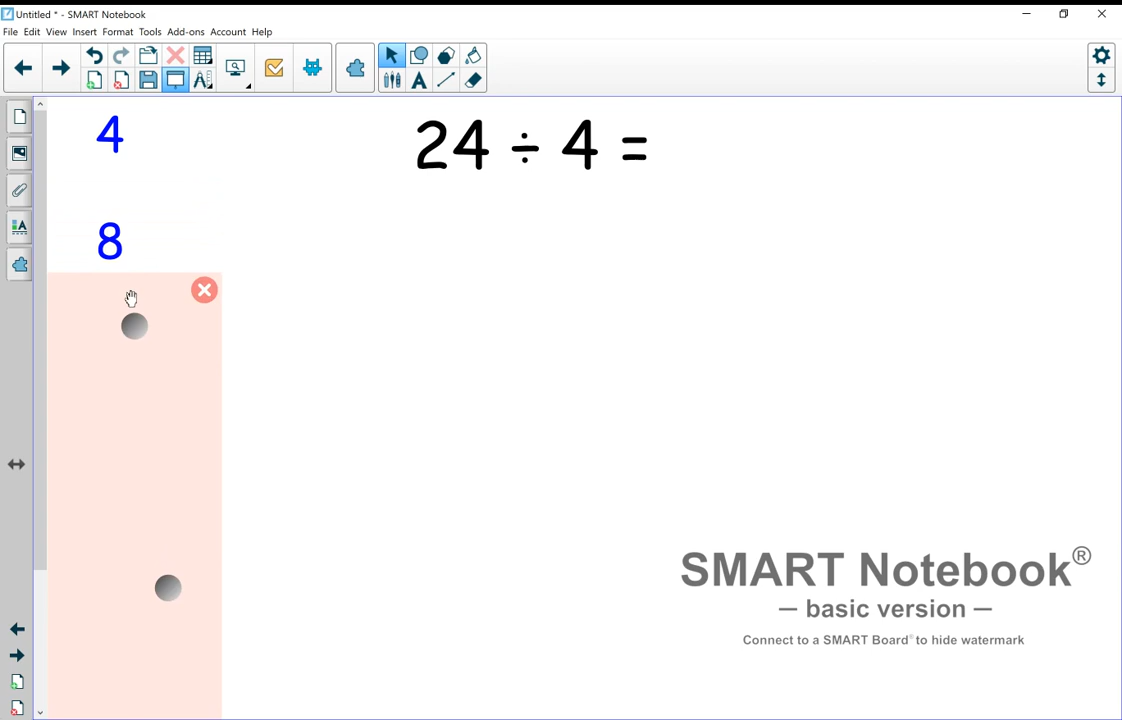 Untitled * - SMART Notebook
File Edit View Insert Format Tools Add-ons Account Help
4
24 ÷ 4 =
8
SMART Notebook®
— basic version —
Connect to a SMART Board® to hide watermark